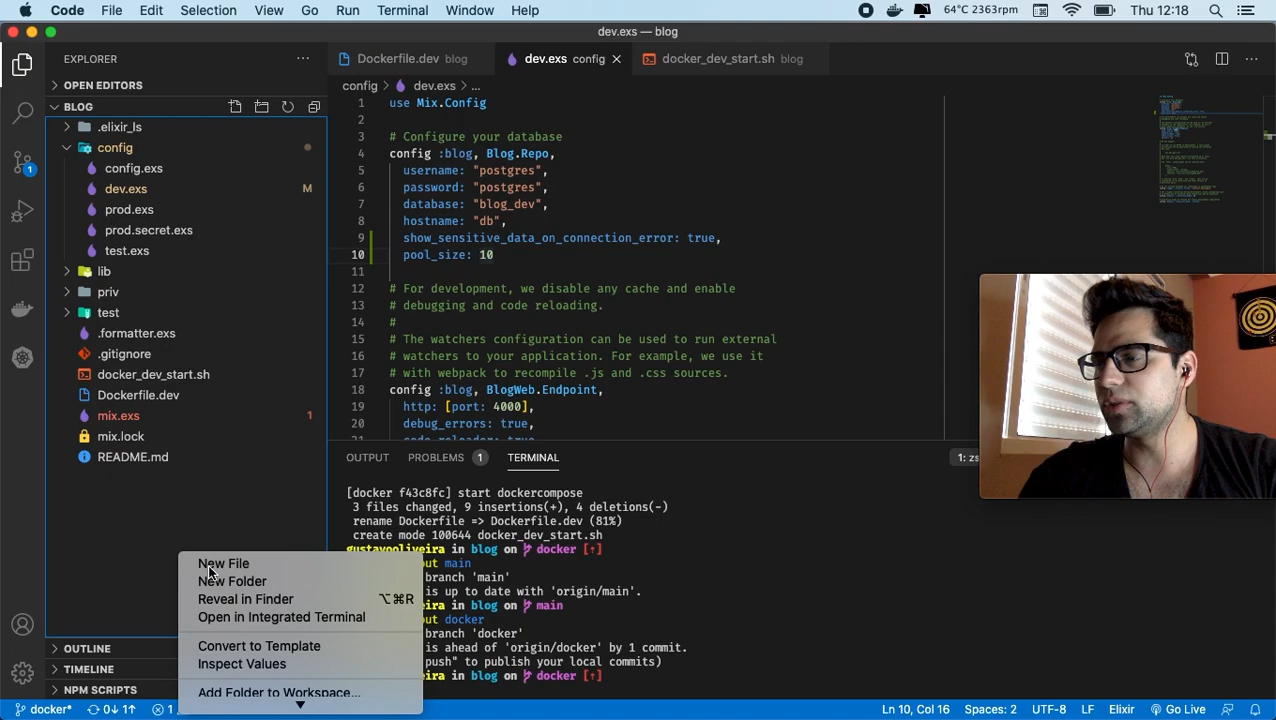 Code File Edit Selection View Go Run Terminal Window Help 64°C 2363rpm Thu 12:18
dev.exs — blog
EXPLORER
OPEN EDITORS
BLOG
.elixir_ls
config
config.exs
dev.exs M
prod.exs
prod.secret.exs
test.exs
lib
priv
test
.formatter.exs
.gitignore
docker_dev_start.sh
Dockerfile.dev
mix.exs 1
mix.lock
README.md
OUTLINE
TIMELINE
NPM SCRIPTS
1
Dockerfile.dev blog dev.exs config docker_dev_start.sh blog
config > dev.exs > ...
1 use Mix.Config
2
3 # Configure your database
4 config :blog, Blog.Repo,
5 username: "postgres",
6 password: "postgres",
7 database: "blog_dev",
8 hostname: "db",
9 show_sensitive_data_on_connection_error: true,
10 pool_size: 10
11
12 # For development, we disable any cache and enable
13 # debugging and code reloading.
14 #
15 # The watchers configuration can be used to run external
16 # watchers to your application. For example, we use it
17 # with webpack to recompile .js and .css sources.
18 config :blog, BlogWeb.Endpoint,
19 http: [port: 4000],
20 debug_errors: true,
21 code_reloader: true
OUTPUT PROBLEMS 1 TERMINAL 1: zs
[docker f43c8fc] start dockercompose
3 files changed, 9 insertions(+), 4 deletions(-)
rename Dockerfile => Dockerfile.dev (81%)
create mode 100644 docker_dev_start.sh
gustavooliveira in blog on docker [↑]
out main
branch 'main'
is up to date with 'origin/main'.
in blog on main
out docker
branch 'docker'
is ahead of 'origin/docker' by 1 commit.
push" to publish your local commits)
in blog on docker [↑]
New File
New Folder
Reveal in Finder ⌥⌘R
Open in Integrated Terminal
Convert to Template
Inspect Values
Add Folder to Workspace...
docker* 0↓ 1↑ 1 Ln 10, Col 16 Spaces: 2 UTF-8 LF Elixir Go Live